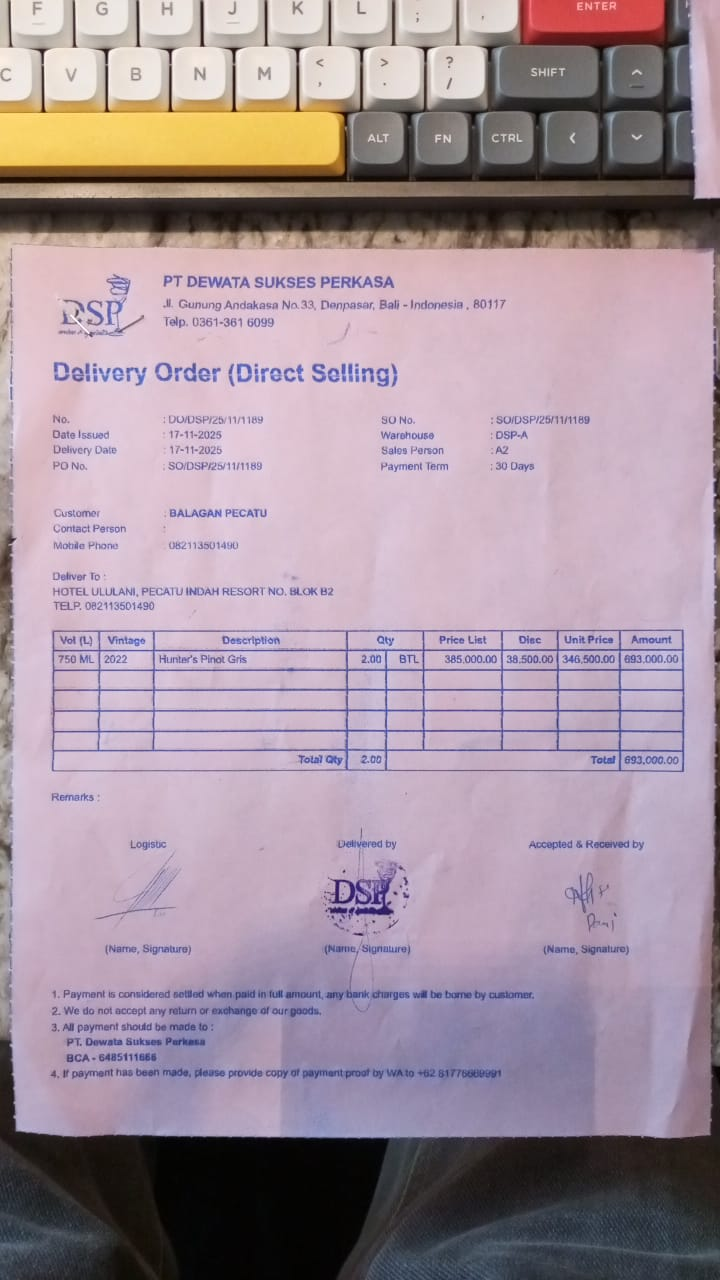 F G H J K L ; , ENTER
C V B N M < , > . ? / SHIFT
ALT FN CTRL
DSP
PT DEWATA SUKSES PERKASA
Jl. Gunung Andakasa No.33, Denpasar, Bali - Indonesia , 80117
Telp. 0361-361 6099
Delivery Order (Direct Selling)
No. : DO/DSP/25/11/1189 SO No. : SO/DSP/25/11/1189
Date Issued : 17-11-2025 Warehouse : DSP-A
Delivery Date : 17-11-2025 Sales Person : A2
PO No. : SO/DSP/25/11/1189 Payment Term : 30 Days
Customer : BALAGAN PECATU
Contact Person :
Mobile Phone 082113501490
Deliver To :
HOTEL ULULANI, PECATU INDAH RESORT NO. BLOK B2
TELP. 082113501490
Vol (L) Vintage Description Qty Price List Disc Unit Price Amount
750 ML 2022 Hunter's Pinot Gris 2.00 BTL 385,000.00 38,500.00 346,500.00 693,000.00
Total Qty 2.00 Total 693,000.00
Remarks :
Logistic Delivered by Accepted & Received by
DSP
(Name, Signature) (Name, Signature) (Name, Signature)
1. Payment is considered settled when paid in full amount, any bank charges will be borne by customer.
2. We do not accept any return or exchange of our goods.
3. All payment should be made to :
PT. Dewata Sukses Perkasa
BCA - 6485111666
4. If payment has been made, please provide copy of payment proof by WA to +62 81776669991